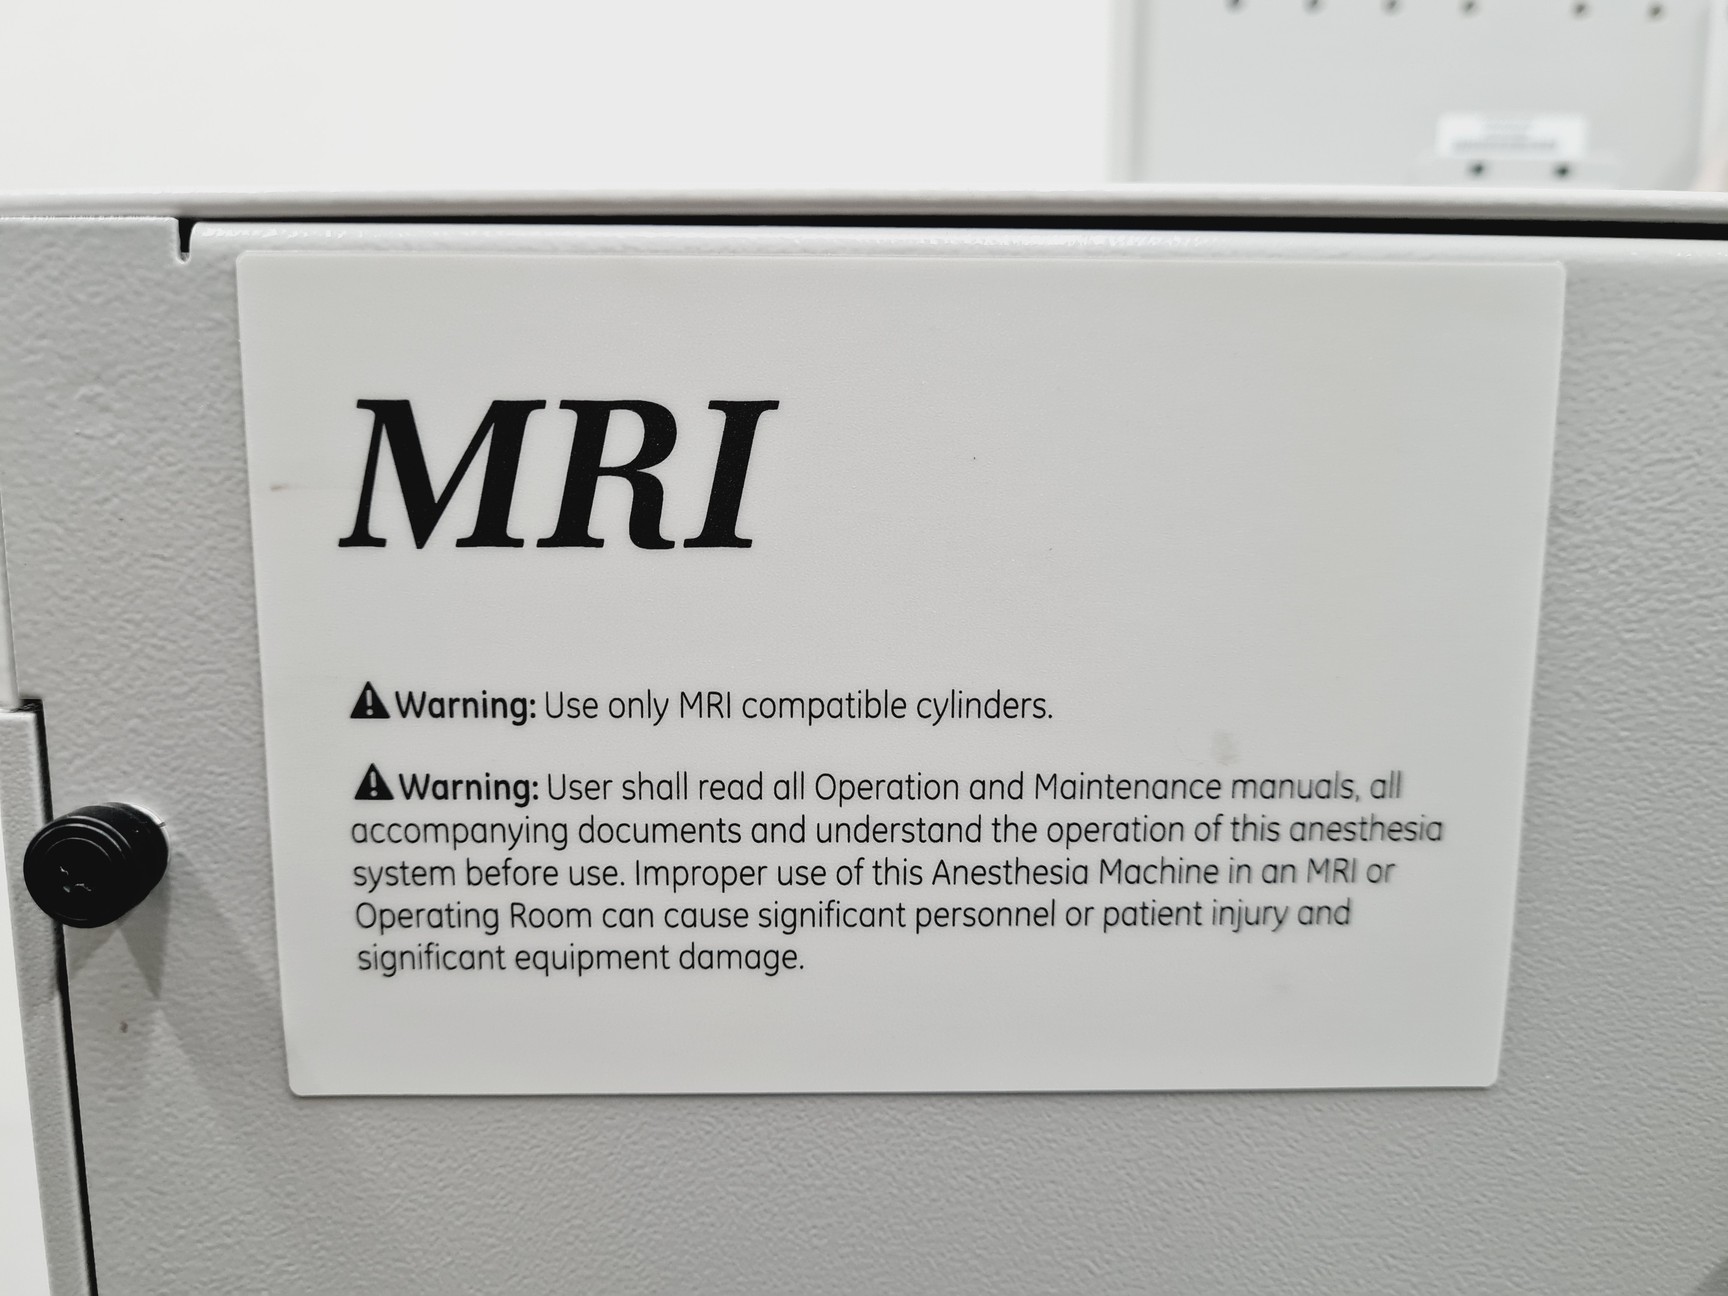 MRI
⚠Warning: Use only MRI compatible cylinders.
⚠Warning: User shall read all Operation and Maintenance manuals, all
accompanying documents and understand the operation of this anesthesia
system before use. Improper use of this Anesthesia Machine in an MRI or
Operating Room can cause significant personnel or patient injury and
significant equipment damage.